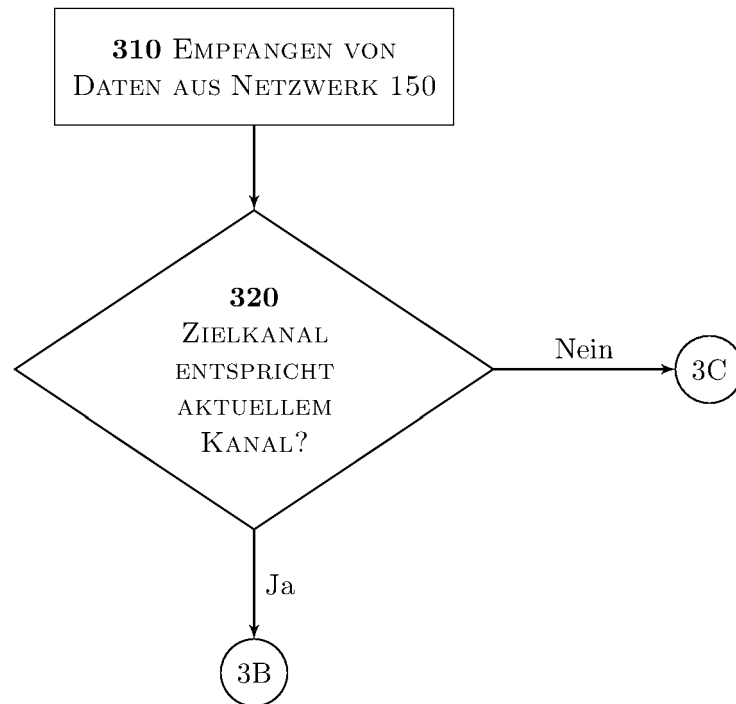 310 Empfangen von
Daten aus Netzwerk 150
320
Zielkanal
entspricht
aktuellem
Kanal?
Nein
3C
Ja
3B